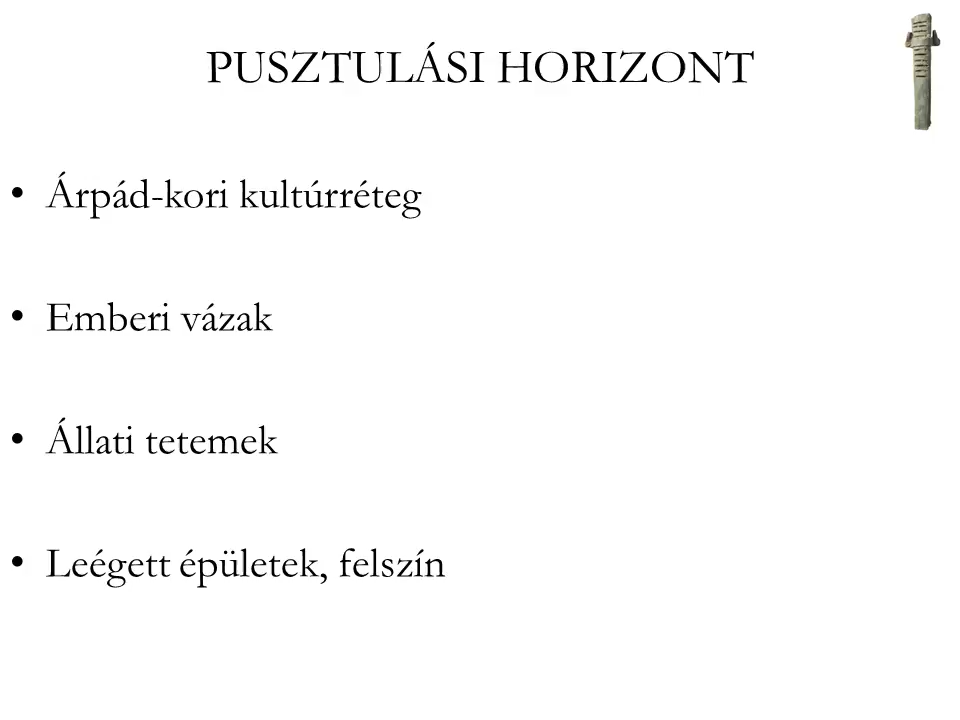 PUSZTULÁSI HORIZONT
• Árpád-kori kultúrréteg
• Emberi vázak
• Állati tetemek
• Leégett épületek, felszín